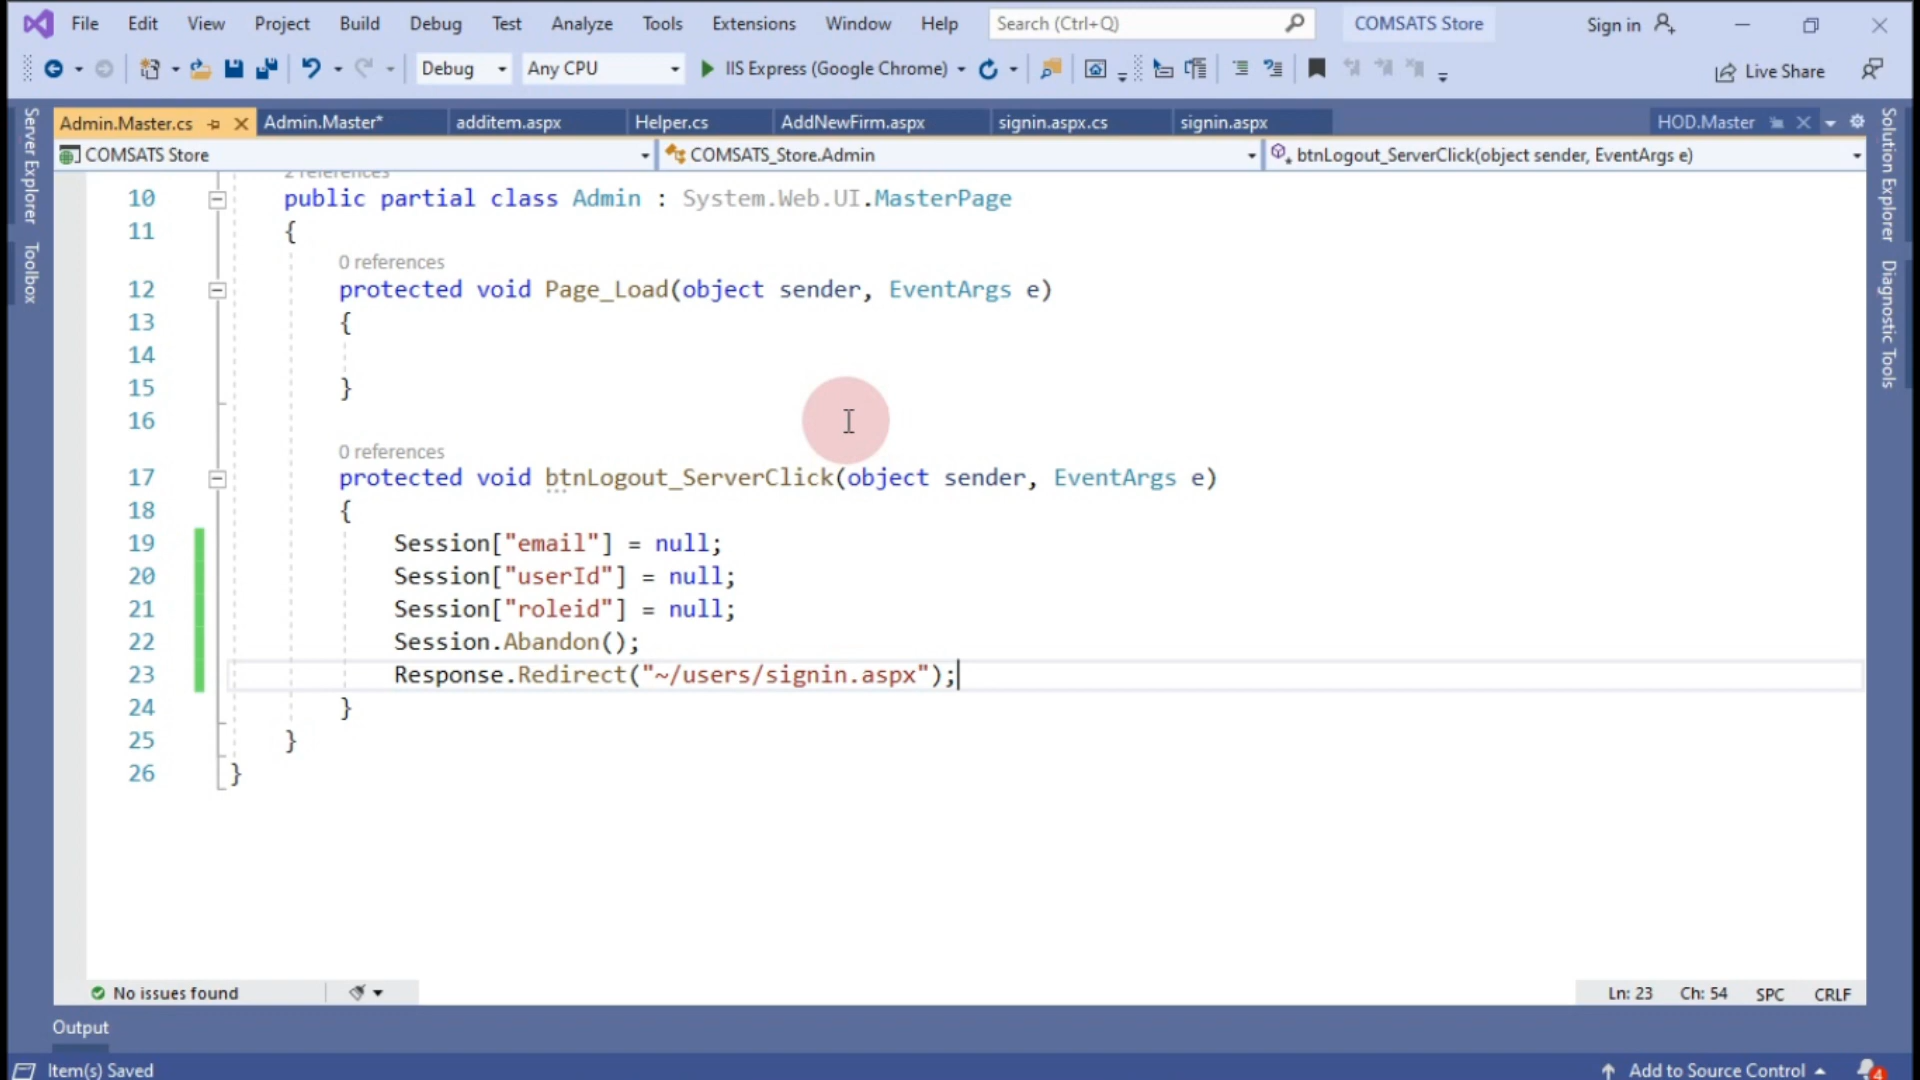 File Edit View Project Build Debug Test Analyze Tools Extensions Window Help Search (Ctrl+Q) COMSATS Store Sign in
Debug Any CPU IIS Express (Google Chrome) Live Share
Admin.Master.cs Admin.Master* additem.aspx Helper.cs AddNewFirm.aspx signin.aspx.cs signin.aspx HOD.Master
COMSATS Store COMSATS_Store.Admin btnLogout_ServerClick(object sender, EventArgs e)
Server Explorer
Toolbox
Solution Explorer
Diagnostic Tools
2 references
10 public partial class Admin : System.Web.UI.MasterPage
11 {
0 references
12 protected void Page_Load(object sender, EventArgs e)
13 {
14
15 }
16
0 references
17 protected void btnLogout_ServerClick(object sender, EventArgs e)
18 {
19 Session["email"] = null;
20 Session["userId"] = null;
21 Session["roleid"] = null;
22 Session.Abandon();
23 Response.Redirect("~/users/signin.aspx");
24 }
25 }
26 }
No issues found Ln: 23 Ch: 54 SPC CRLF
Output
Item(s) Saved Add to Source Control 4